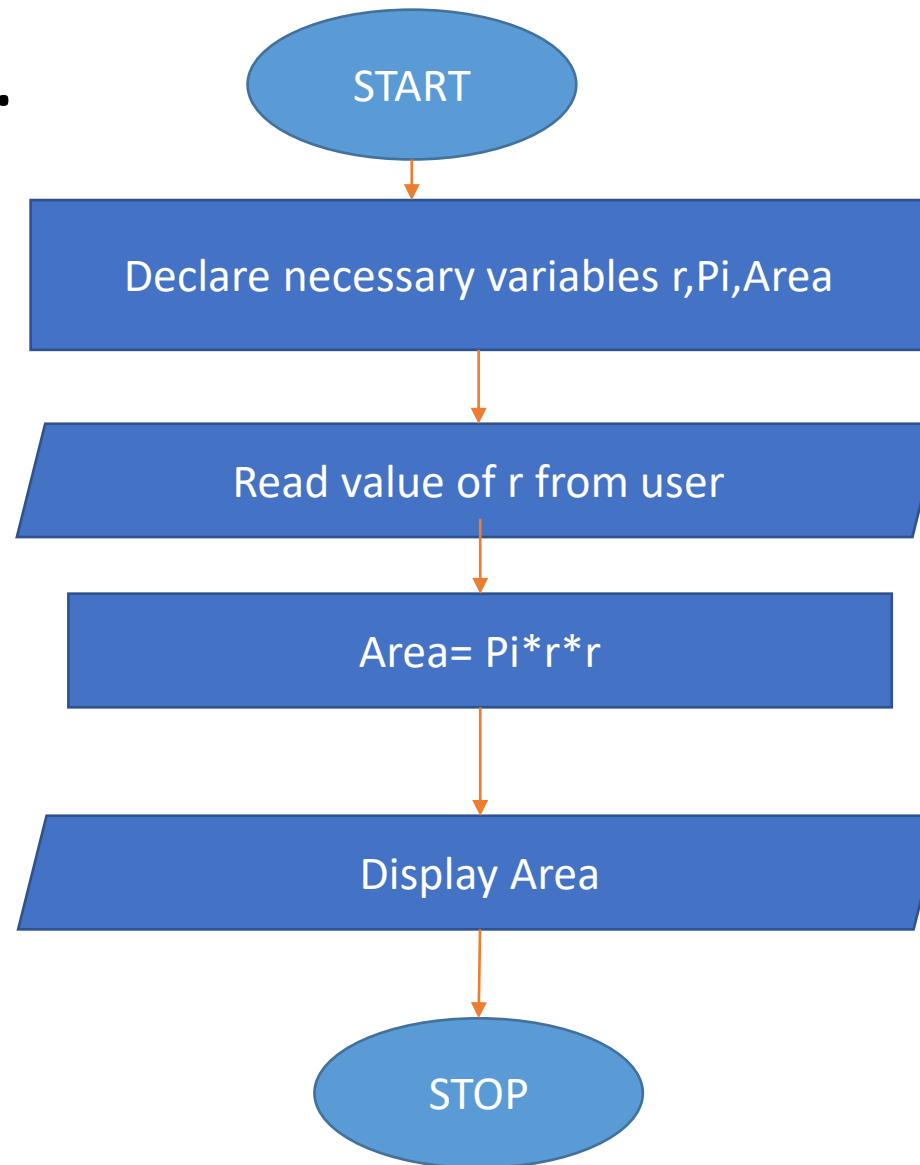 START
Declare necessary variables r,Pi,Area
Read value of r from user
Area= Pi*r*r
Display Area
STOP